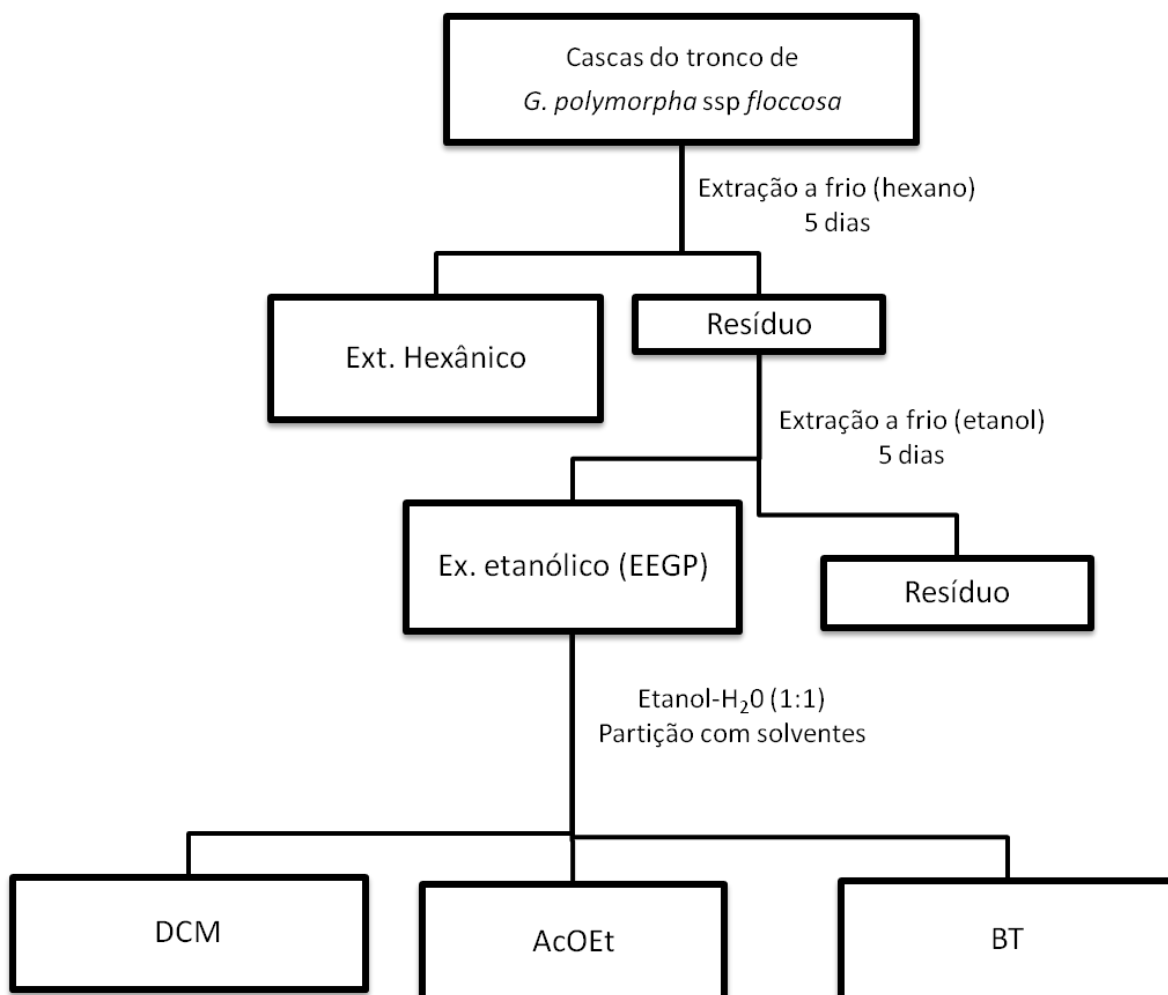 Cascas do tronco de
G. polymorpha ssp floccosa
Extração a frio (hexano)
5 dias
Ext. Hexânico
Resíduo
Extração a frio (etanol)
5 dias
Ex. etanólico (EEGP)
Resíduo
Etanol-H₂0 (1:1)
Partição com solventes
DCM
AcOEt
BT